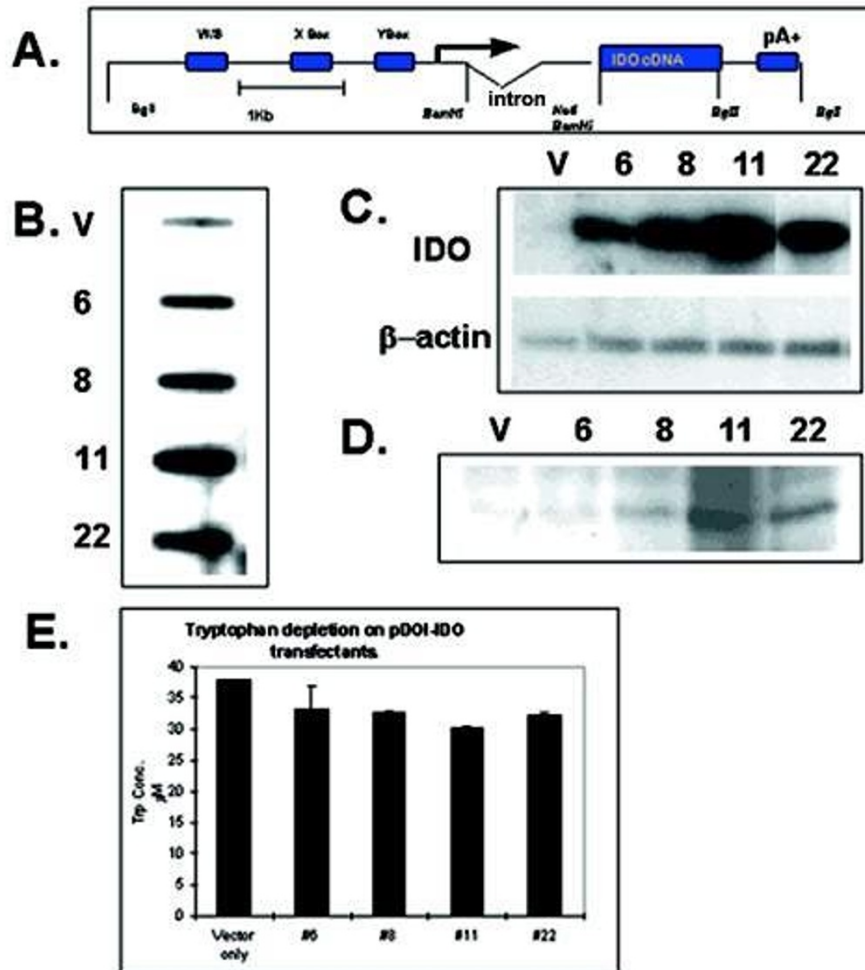 A.
X Box
YBox
pA+
IDO cDNA
intron
1Kb
BamHI
BamHI
BglII
B.
V
6
8
11
22
C.
V 6 8 11 22
IDO
β-actin
D.
V 6 8 11 22
E.
Tryptophan depletion on pDOI-IDO
transfectants.
Trp Conc.
µM
40
35
30
25
20
15
10
5
0
Vector
only
#6
#8
#11
#22